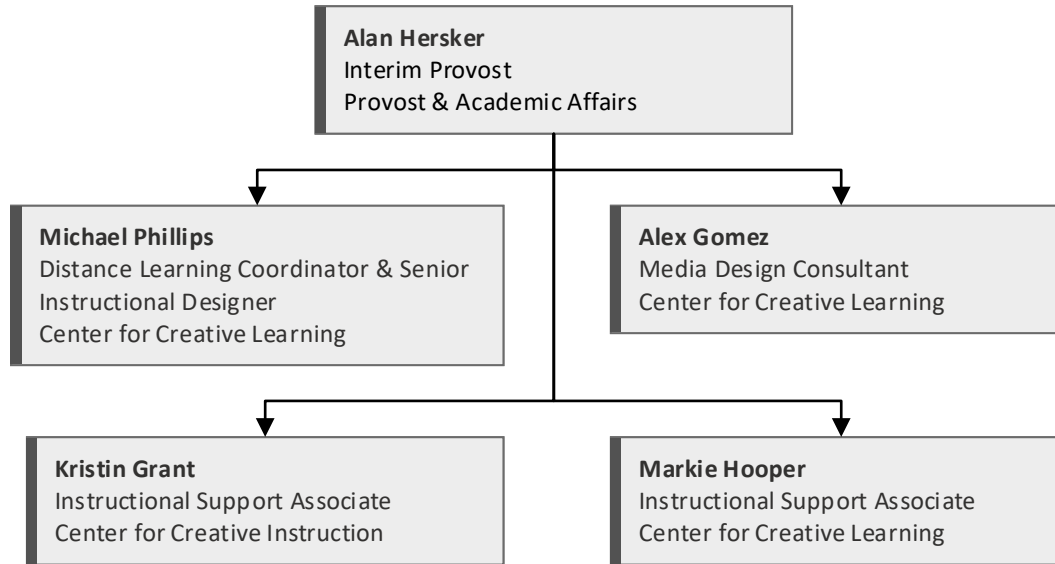 Alan Hersker
Interim Provost
Provost & Academic Affairs
Michael Phillips
Distance Learning Coordinator & Senior
Instructional Designer
Center for Creative Learning
Alex Gomez
Media Design Consultant
Center for Creative Learning
Kristin Grant
Instructional Support Associate
Center for Creative Instruction
Markie Hooper
Instructional Support Associate
Center for Creative Learning